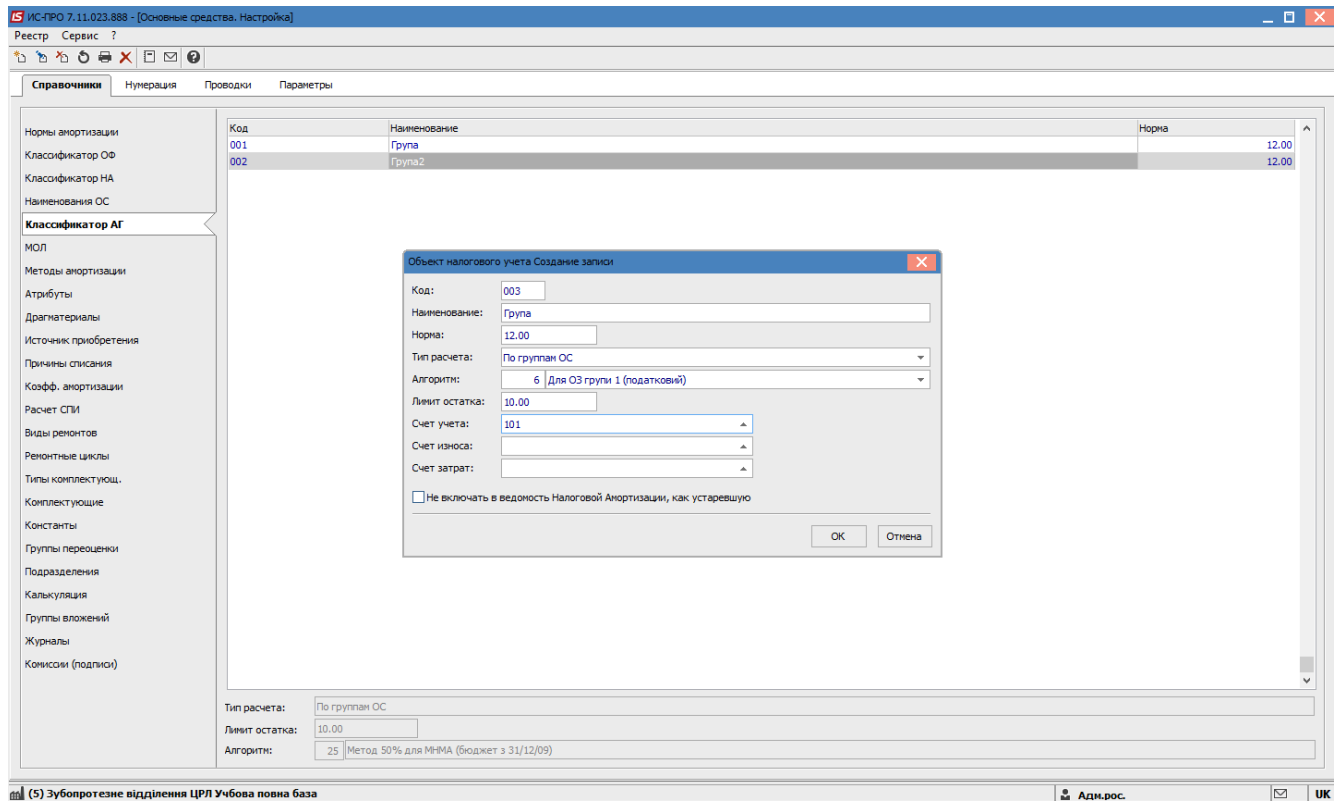 ИС-ПРО 7.11.023.888 - [Основные средства. Настройка]
Реестр Сервис ?
Справочники Нумерация Проводки Параметры
Нормы амортизации
Классификатор ОФ
Классификатор НА
Наименования ОС
Классификатор АГ
МОЛ
Методы амортизации
Атрибуты
Драгматериалы
Источник приобретения
Причины списания
Коэфф. амортизации
Расчет СПИ
Виды ремонтов
Ремонтные циклы
Типы комплектующ.
Комплектующие
Константы
Группы переоценки
Подразделения
Калькуляция
Группы вложений
Журналы
Комиссии (подписи)
Код Наименование Норма
001 Група 12.00
002 Група2 12.00
Объект налогового учета Создание записи
Код: 003
Наименование: Група
Норма: 12.00
Тип расчета: По группам ОС
Алгоритм: 6 Для ОЗ групи 1 (податковий)
Лимит остатка: 10.00
Счет учета: 101
Счет износа:
Счет затрат:
Не включать в ведомость Налоговой Амортизации, как устаревшую
ОК Отмена
Тип расчета: По группам ОС
Лимит остатка: 10.00
Алгоритм: 25 Метод 50% для МНМА (бюджет з 31/12/09)
(5) Зубопротезне відділення ЦРЛ Учбова повна база Адм.рос. UK